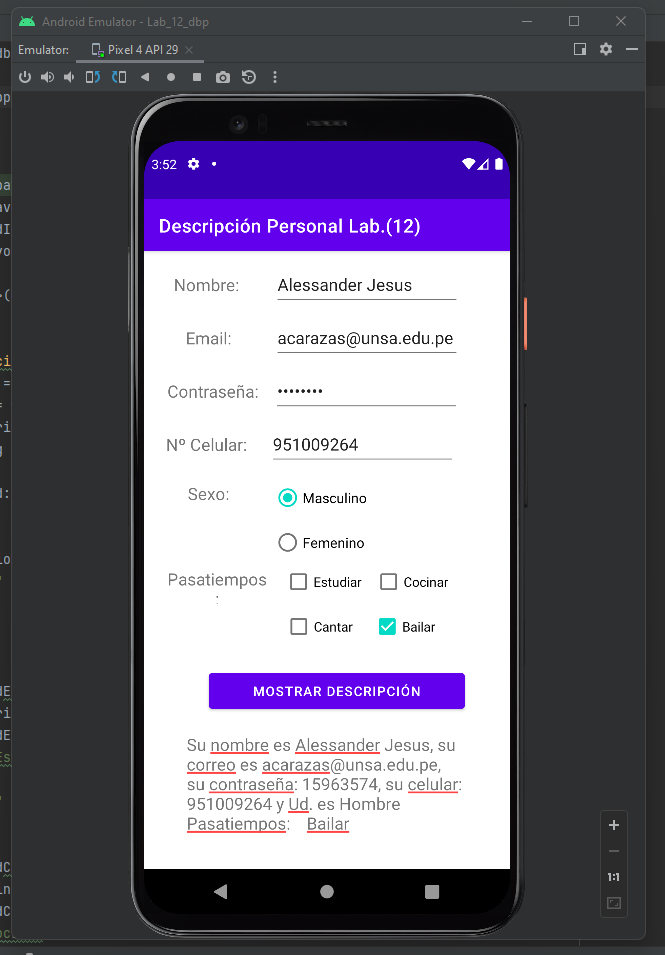 Android Emulator - Lab_12_dbp
Emulator: Pixel 4 API 29
3:52
Descripción Personal Lab.(12)
Nombre: Alessander Jesus
Email: acarazas@unsa.edu.pe
Contraseña: ••••••••
Nº Celular: 951009264
Sexo: Masculino
Femenino
Pasatiempos
:
Estudiar Cocinar
Cantar Bailar
MOSTRAR DESCRIPCIÓN
Su nombre es Alessander Jesus, su
correo es acarazas@unsa.edu.pe,
su contraseña: 15963574, su celular:
951009264 y Ud. es Hombre
Pasatiempos: Bailar
1:1